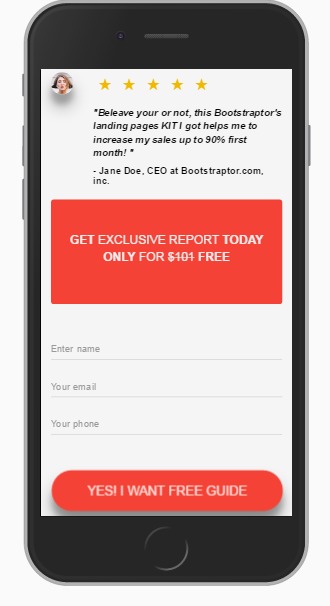 "Beleave your or not, this Bootstraptor's
landing pages KIT I got helps me to
increase my sales up to 90% first
month! "
- Jane Doe, CEO at Bootstraptor.com,
inc.
GET EXCLUSIVE REPORT TODAY
ONLY FOR $101 FREE
Enter name
Your email
Your phone
YES! I WANT FREE GUIDE